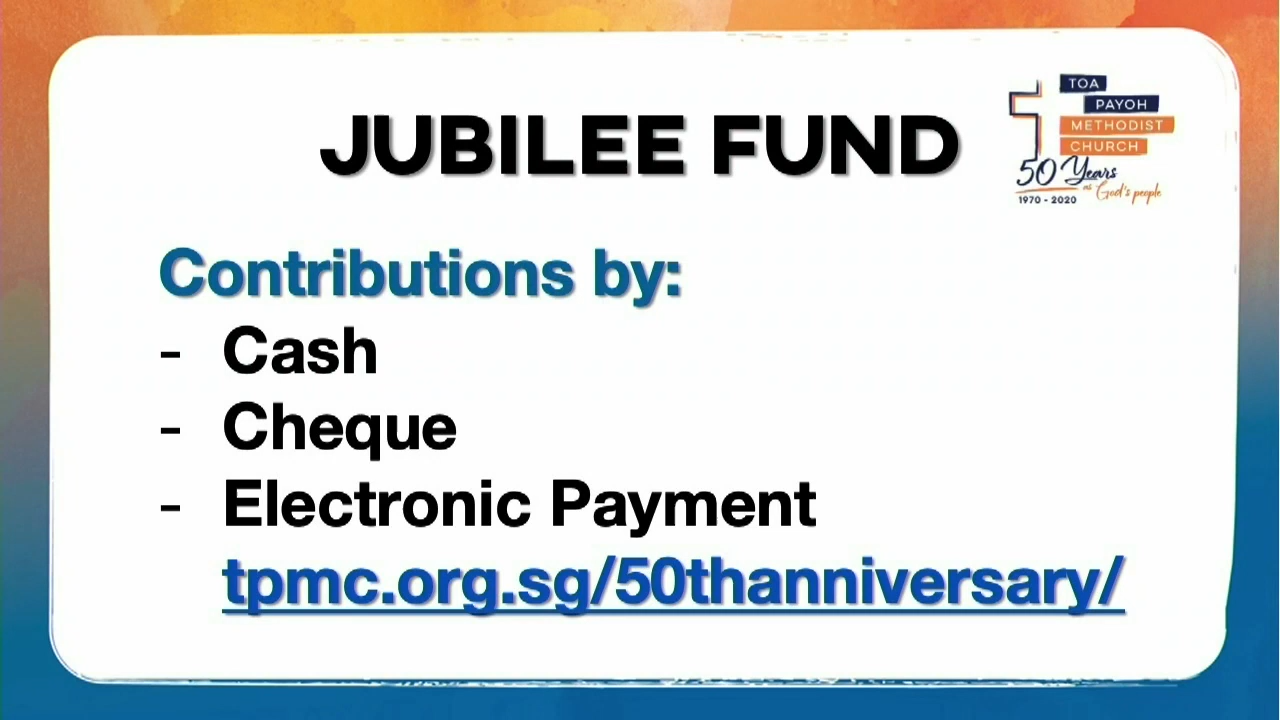 JUBILEE FUND
TOA
PAYOH
METHODIST
CHURCH
50 Years
as God's people
1970 - 2020
Contributions by:
- Cash
- Cheque
- Electronic Payment
tpmc.org.sg/50thanniversary/